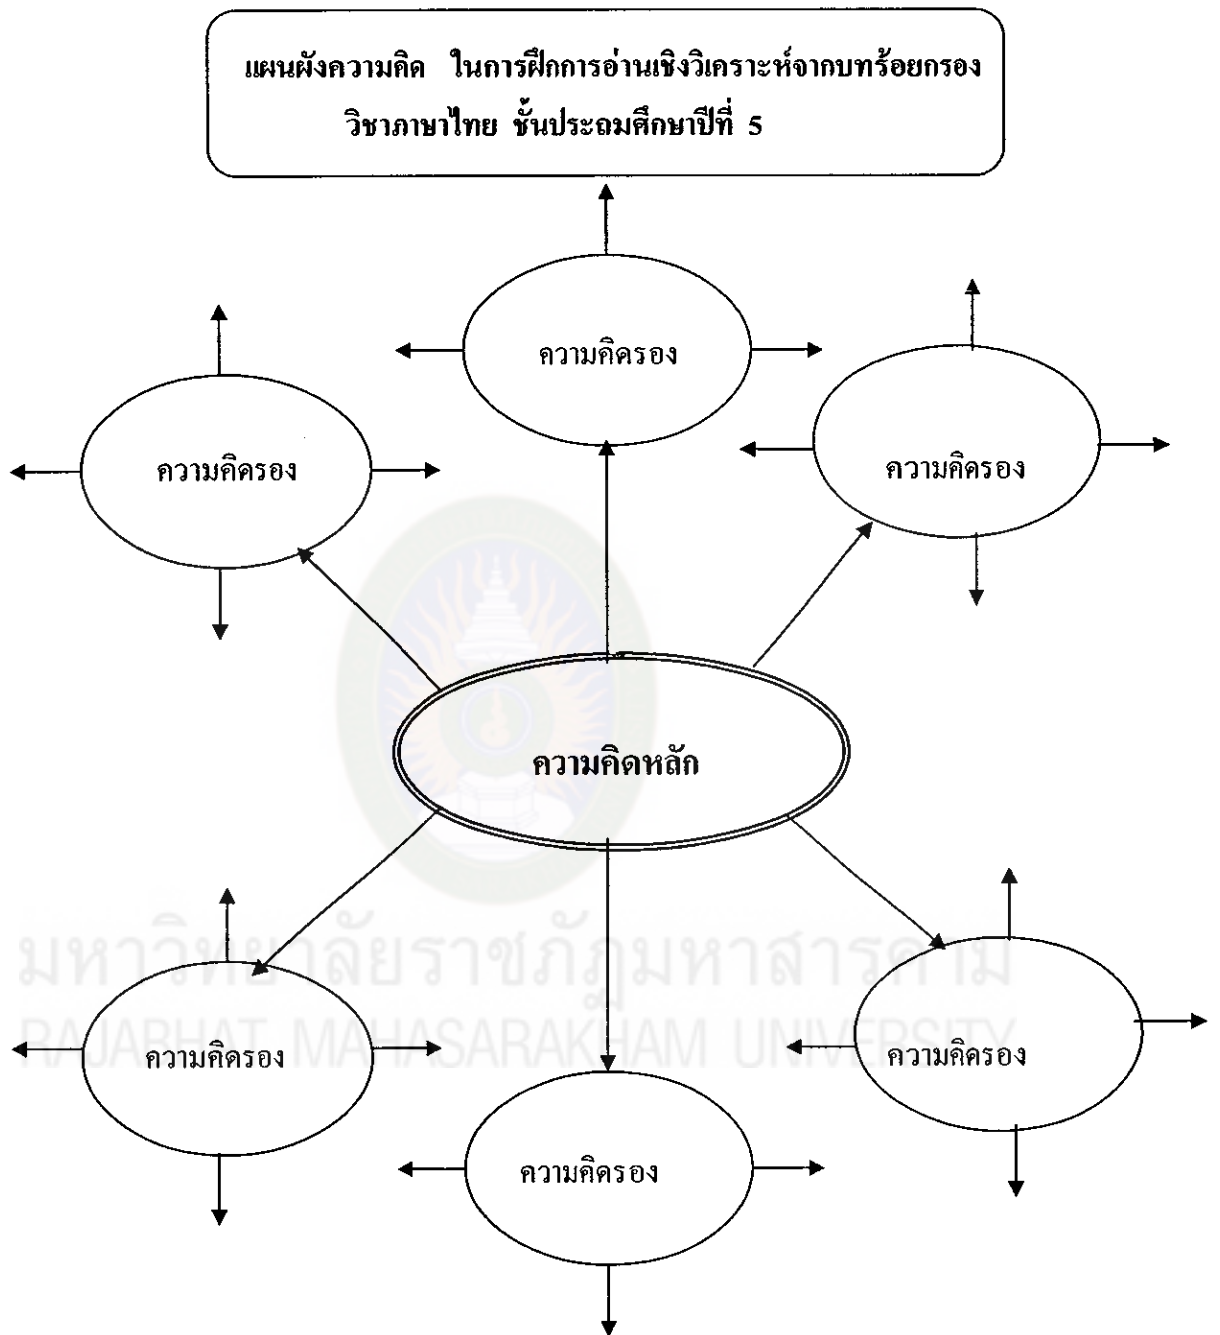 แผนผังความคิด ในการฝึกการอ่านเชิงวิเคราะห์จากบทร้อยกรอง
วิชาภาษาไทย ชั้นประถมศึกษาปีที่ 5
ความคิดรอง
ความคิดรอง
ความคิดรอง
ความคิดหลัก
มหาวิทยาลัยราชภัฏมหาสารคาม
RAJABHAT MAHASARAKHAM UNIVERSITY
ความคิดรอง
ความคิดรอง
ความคิดรอง